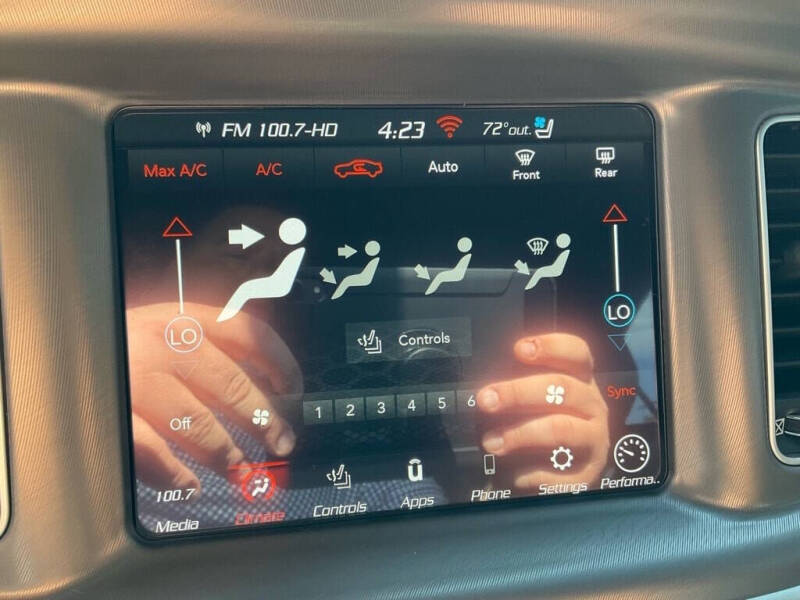 FM 100.7-HD 4:23 72°out.
Max A/C A/C Auto Front Rear
LO LO
Controls
Sync
1 2 3 4 5 6
Off
100.7
Media Climate Controls Apps Phone Settings Performa..